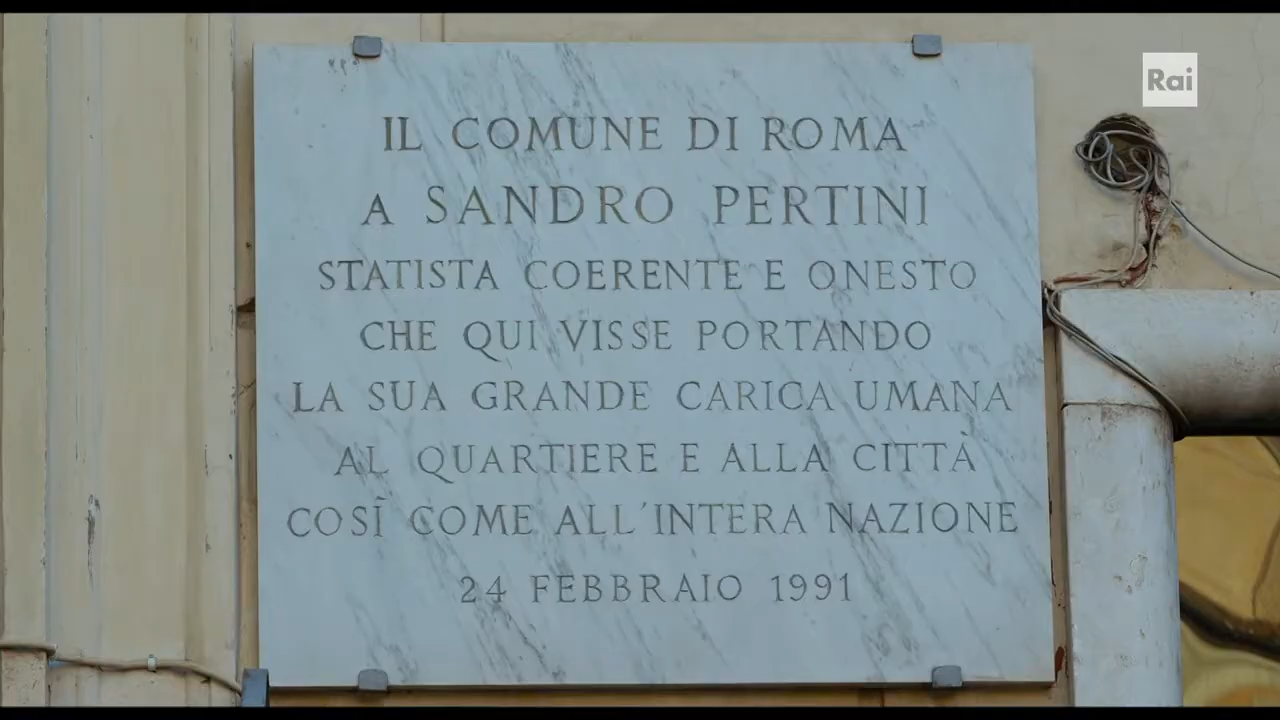 Rai
IL COMUNE DI ROMA
A SANDRO PERTINI
STATISTA COERENTE E ONESTO
CHE QUI VISSE PORTANDO
LA SUA GRANDE CARICA UMANA
AL QUARTIERE E ALLA CITTÀ
COSÌ COME ALL'INTERA NAZIONE
24 FEBBRAIO 1991